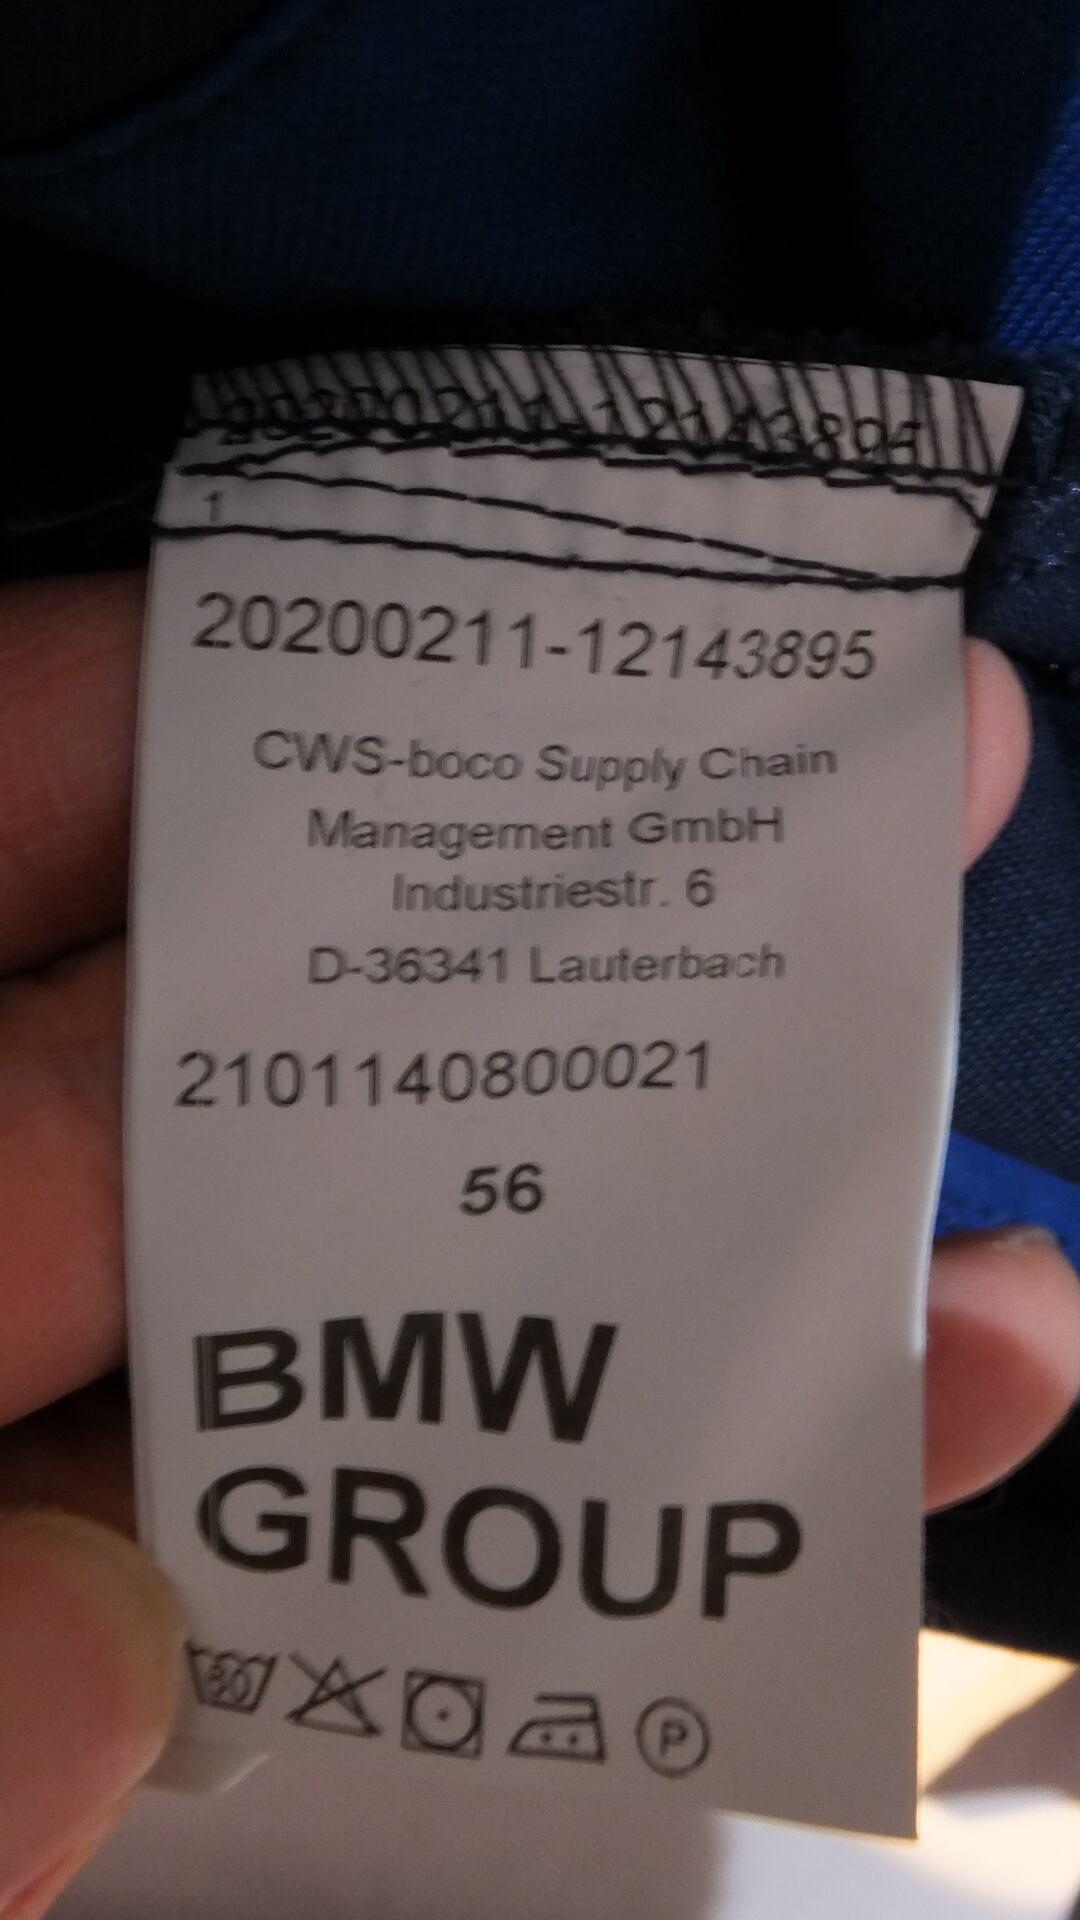 20200211-12143895
1
20200211-12143895
CWS-boco Supply Chain
Management GmbH
Industriestr. 6
D-36341 Lauterbach
2101140800021
56
BMW
GROUP
P